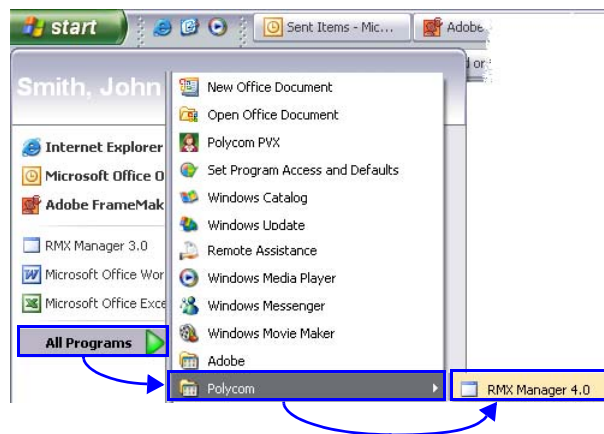 start
Sent Items - Mic...
Adobe
Smith, John
Internet Explorer
Microsoft Office O
Adobe FrameMak
RMX Manager 3.0
Microsoft Office Wor
Microsoft Office Exce
All Programs
New Office Document
Open Office Document
Polycom PVX
Set Program Access and Defaults
Windows Catalog
Windows Update
Remote Assistance
Windows Media Player
Windows Messenger
Windows Movie Maker
Adobe
Polycom
RMX Manager 4.0